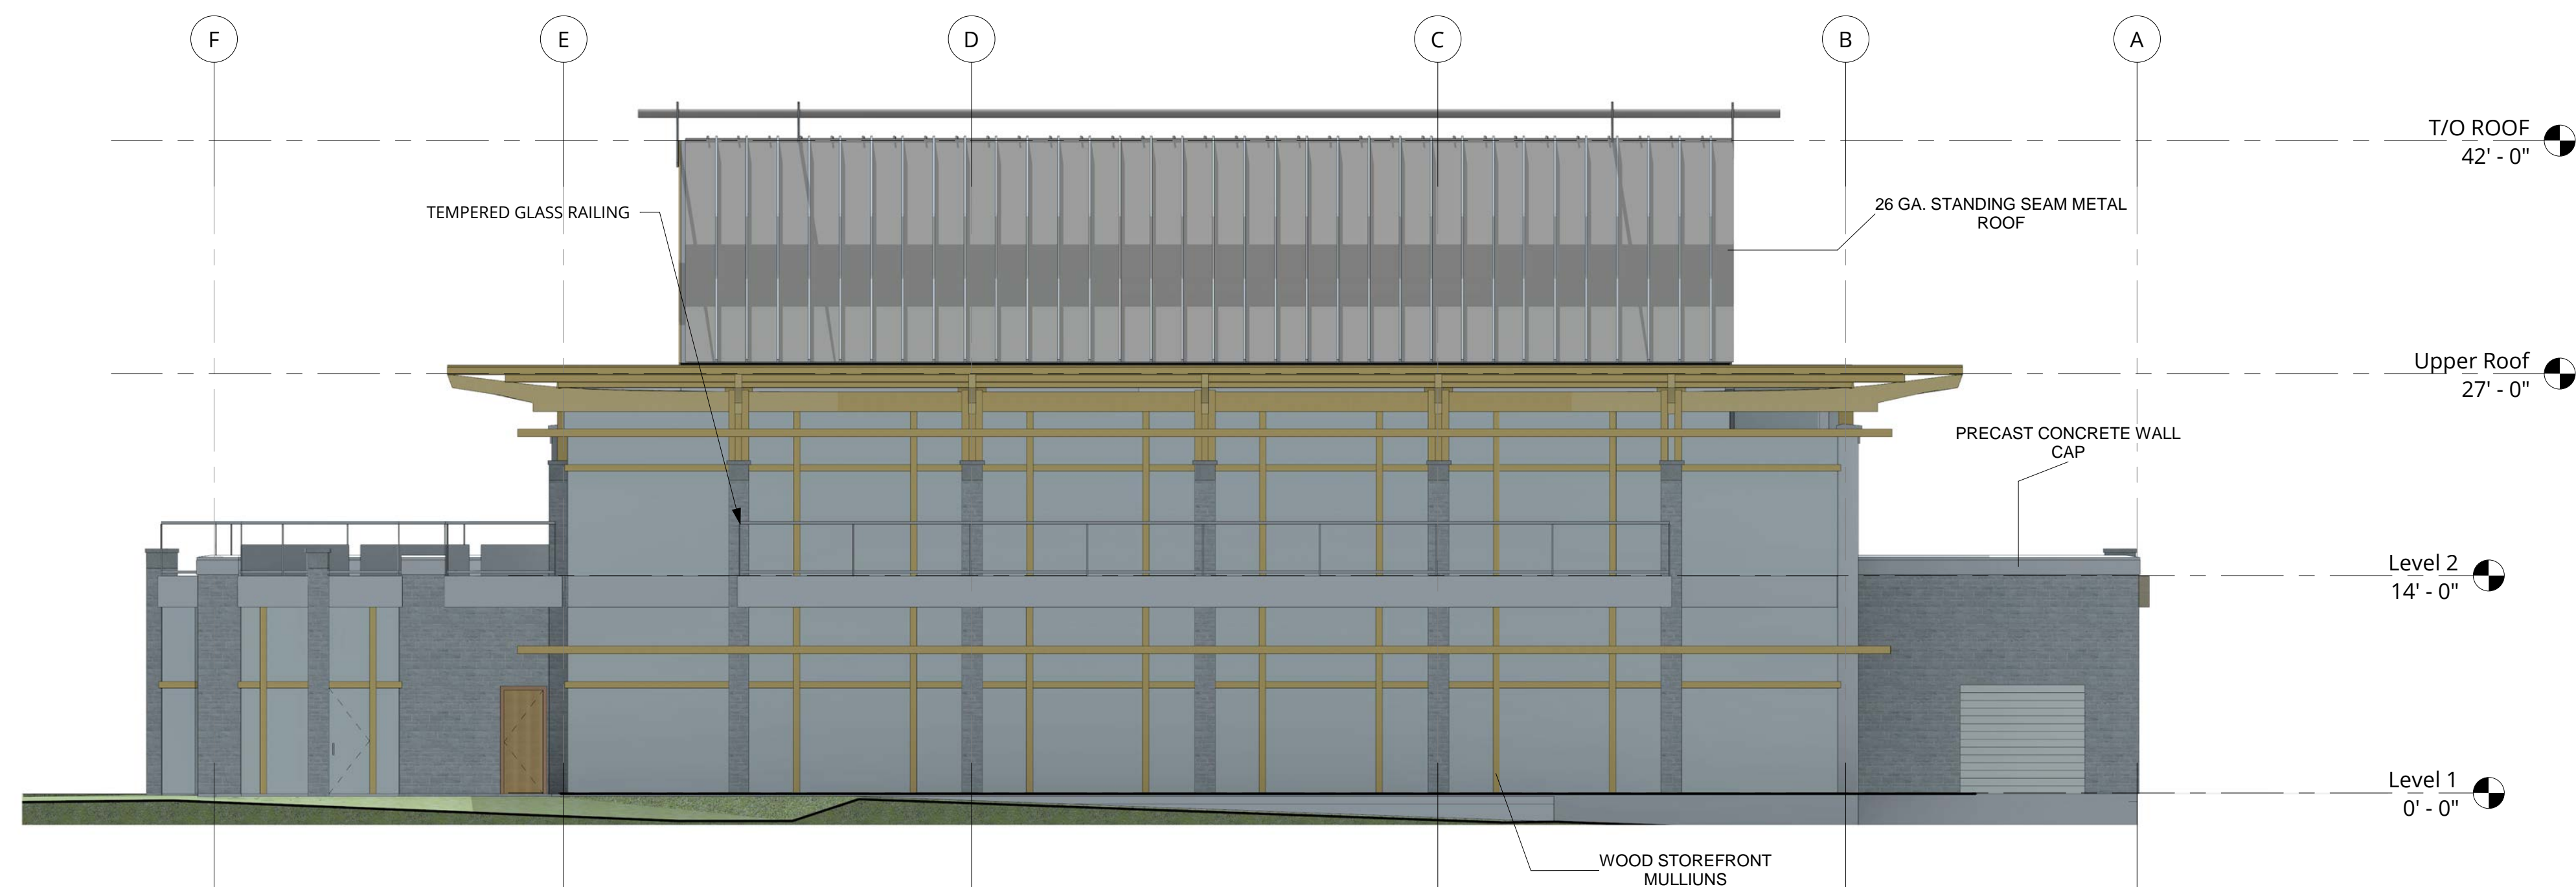 F
E
D
C
B
A
T/O ROOF
42' - 0"
TEMPERED GLASS RAILING
26 GA. STANDING SEAM METAL
ROOF
Upper Roof
27' - 0"
PRECAST CONCRETE WALL
CAP
Level 2
14' - 0"
Level 1
0' - 0"
WOOD STOREFRONT
MULLIUNS